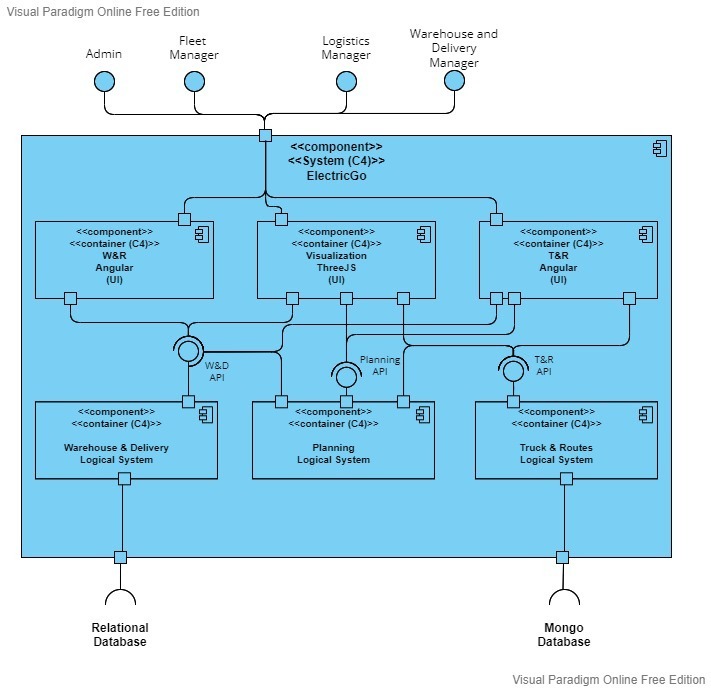 Visual Paradigm Online Free Edition
Admin
Fleet
Manager
Logistics
Manager
Warehouse and
Delivery
Manager
<<component>>
<<System (C4)>>
ElectricGo
<<component>>
<<container (C4)>>
W&R
Angular
(UI)
<<component>>
<<container (C4)>>
Visualization
ThreeJS
(UI)
<<component>>
<<container (C4)>>
T&R
Angular
(UI)
W&D
API
Planning
API
T&R
API
<<component>>
<<container (C4)>>
Warehouse & Delivery
Logical System
<<component>>
<<container (C4)>>
Planning
Logical System
<<component>>
<<container (C4)>>
Truck & Routes
Logical System
Relational
Database
Mongo
Database
Visual Paradigm Online Free Edition